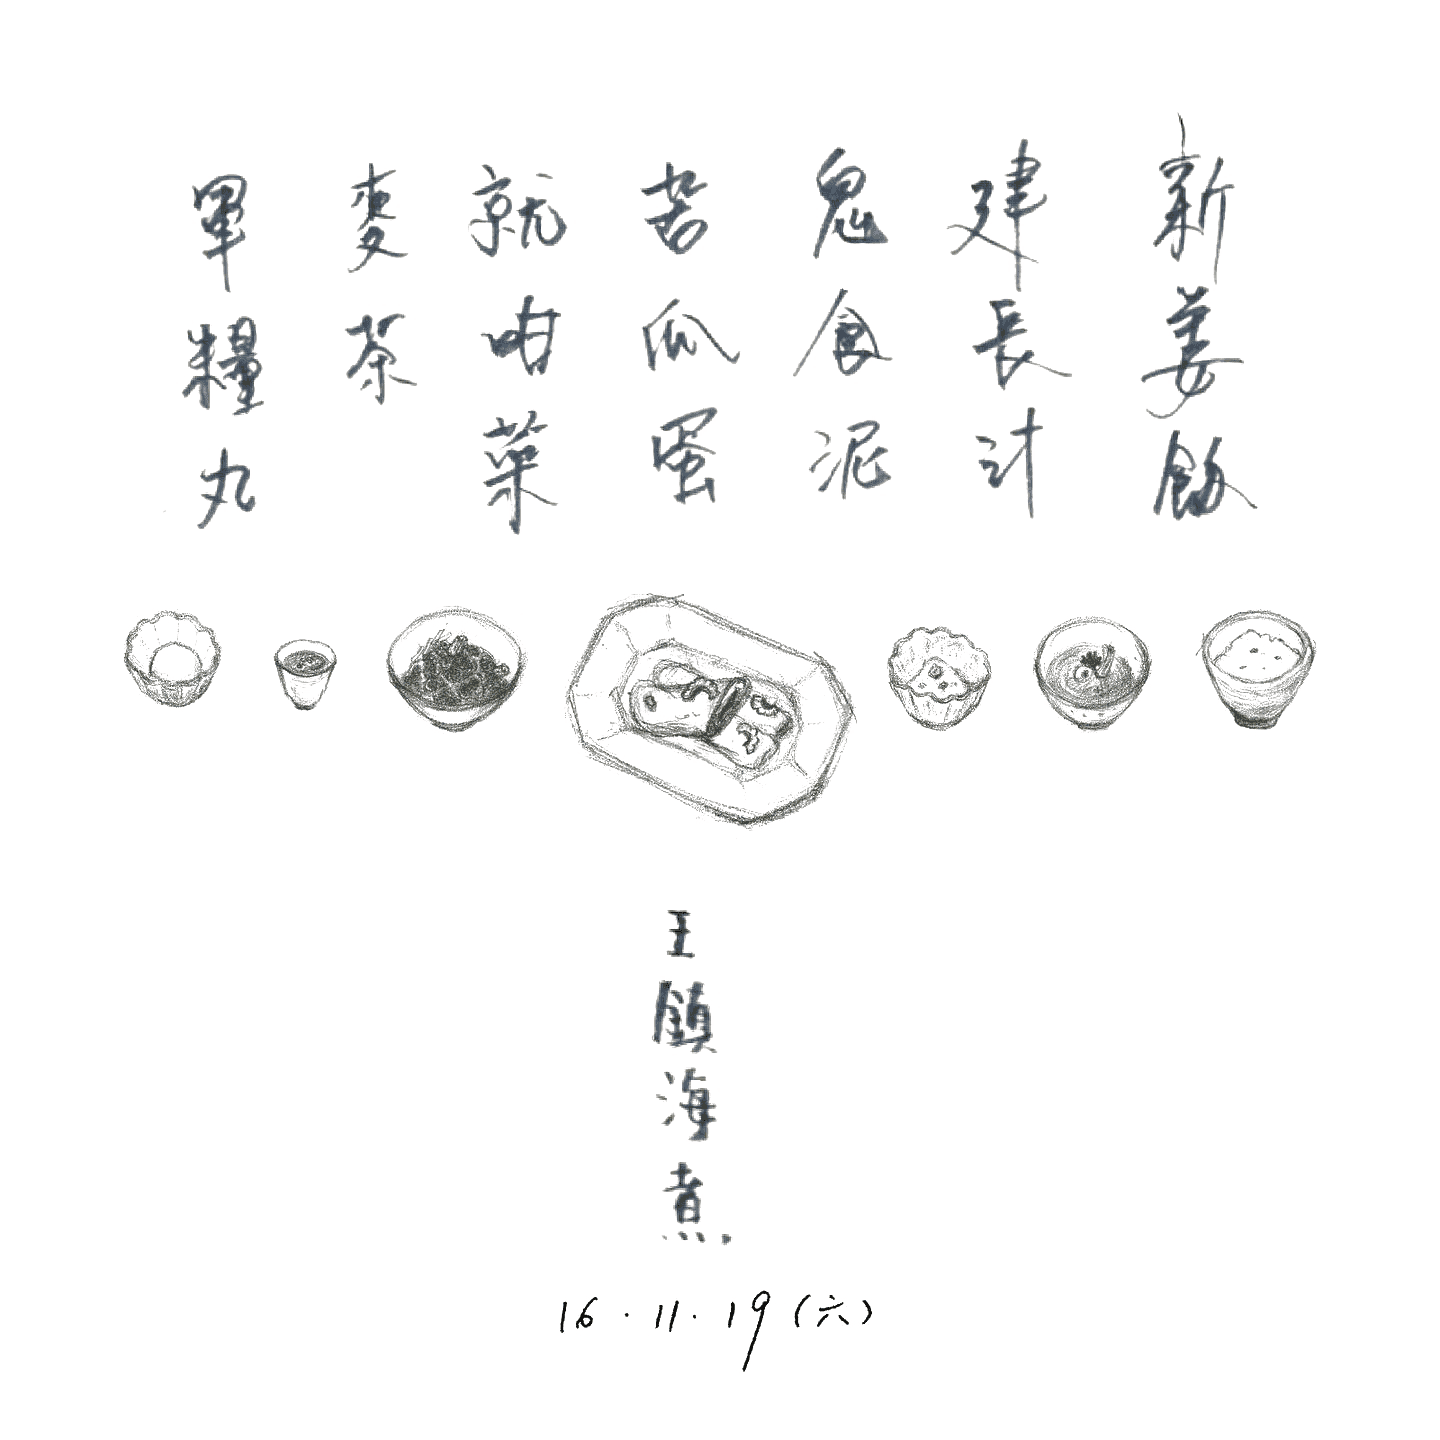 新姜飯
建長汁
鬼食泥
苦瓜蛋
就咁菜
麥茶
軍糧丸
王鎮海煮
16.11.19(六)